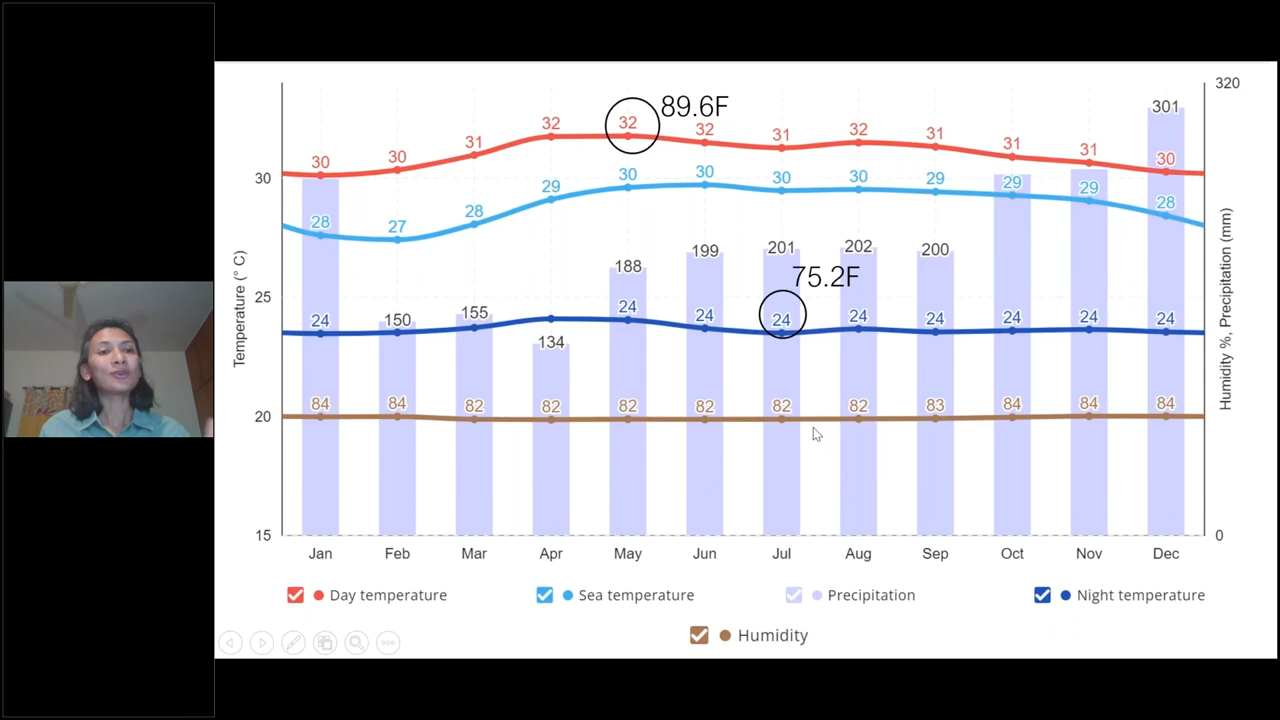 320
301
89.6F
32 32 32 31 32 31 31 31 30
30 30 31
30
29 30 30 30 30 29 29 29 28
28 27 28
188 199 201 202 200
75.2F
25
24 24 24 24 24 24 24 24 24
150 155
134
84 84 82 82 82 82 82 82 83 84 84 84
20
15 0
Temperature (° C)
Humidity %, Precipitation (mm)
Jan Feb Mar Apr May Jun Jul Aug Sep Oct Nov Dec
Day temperature Sea temperature Precipitation Night temperature
Humidity